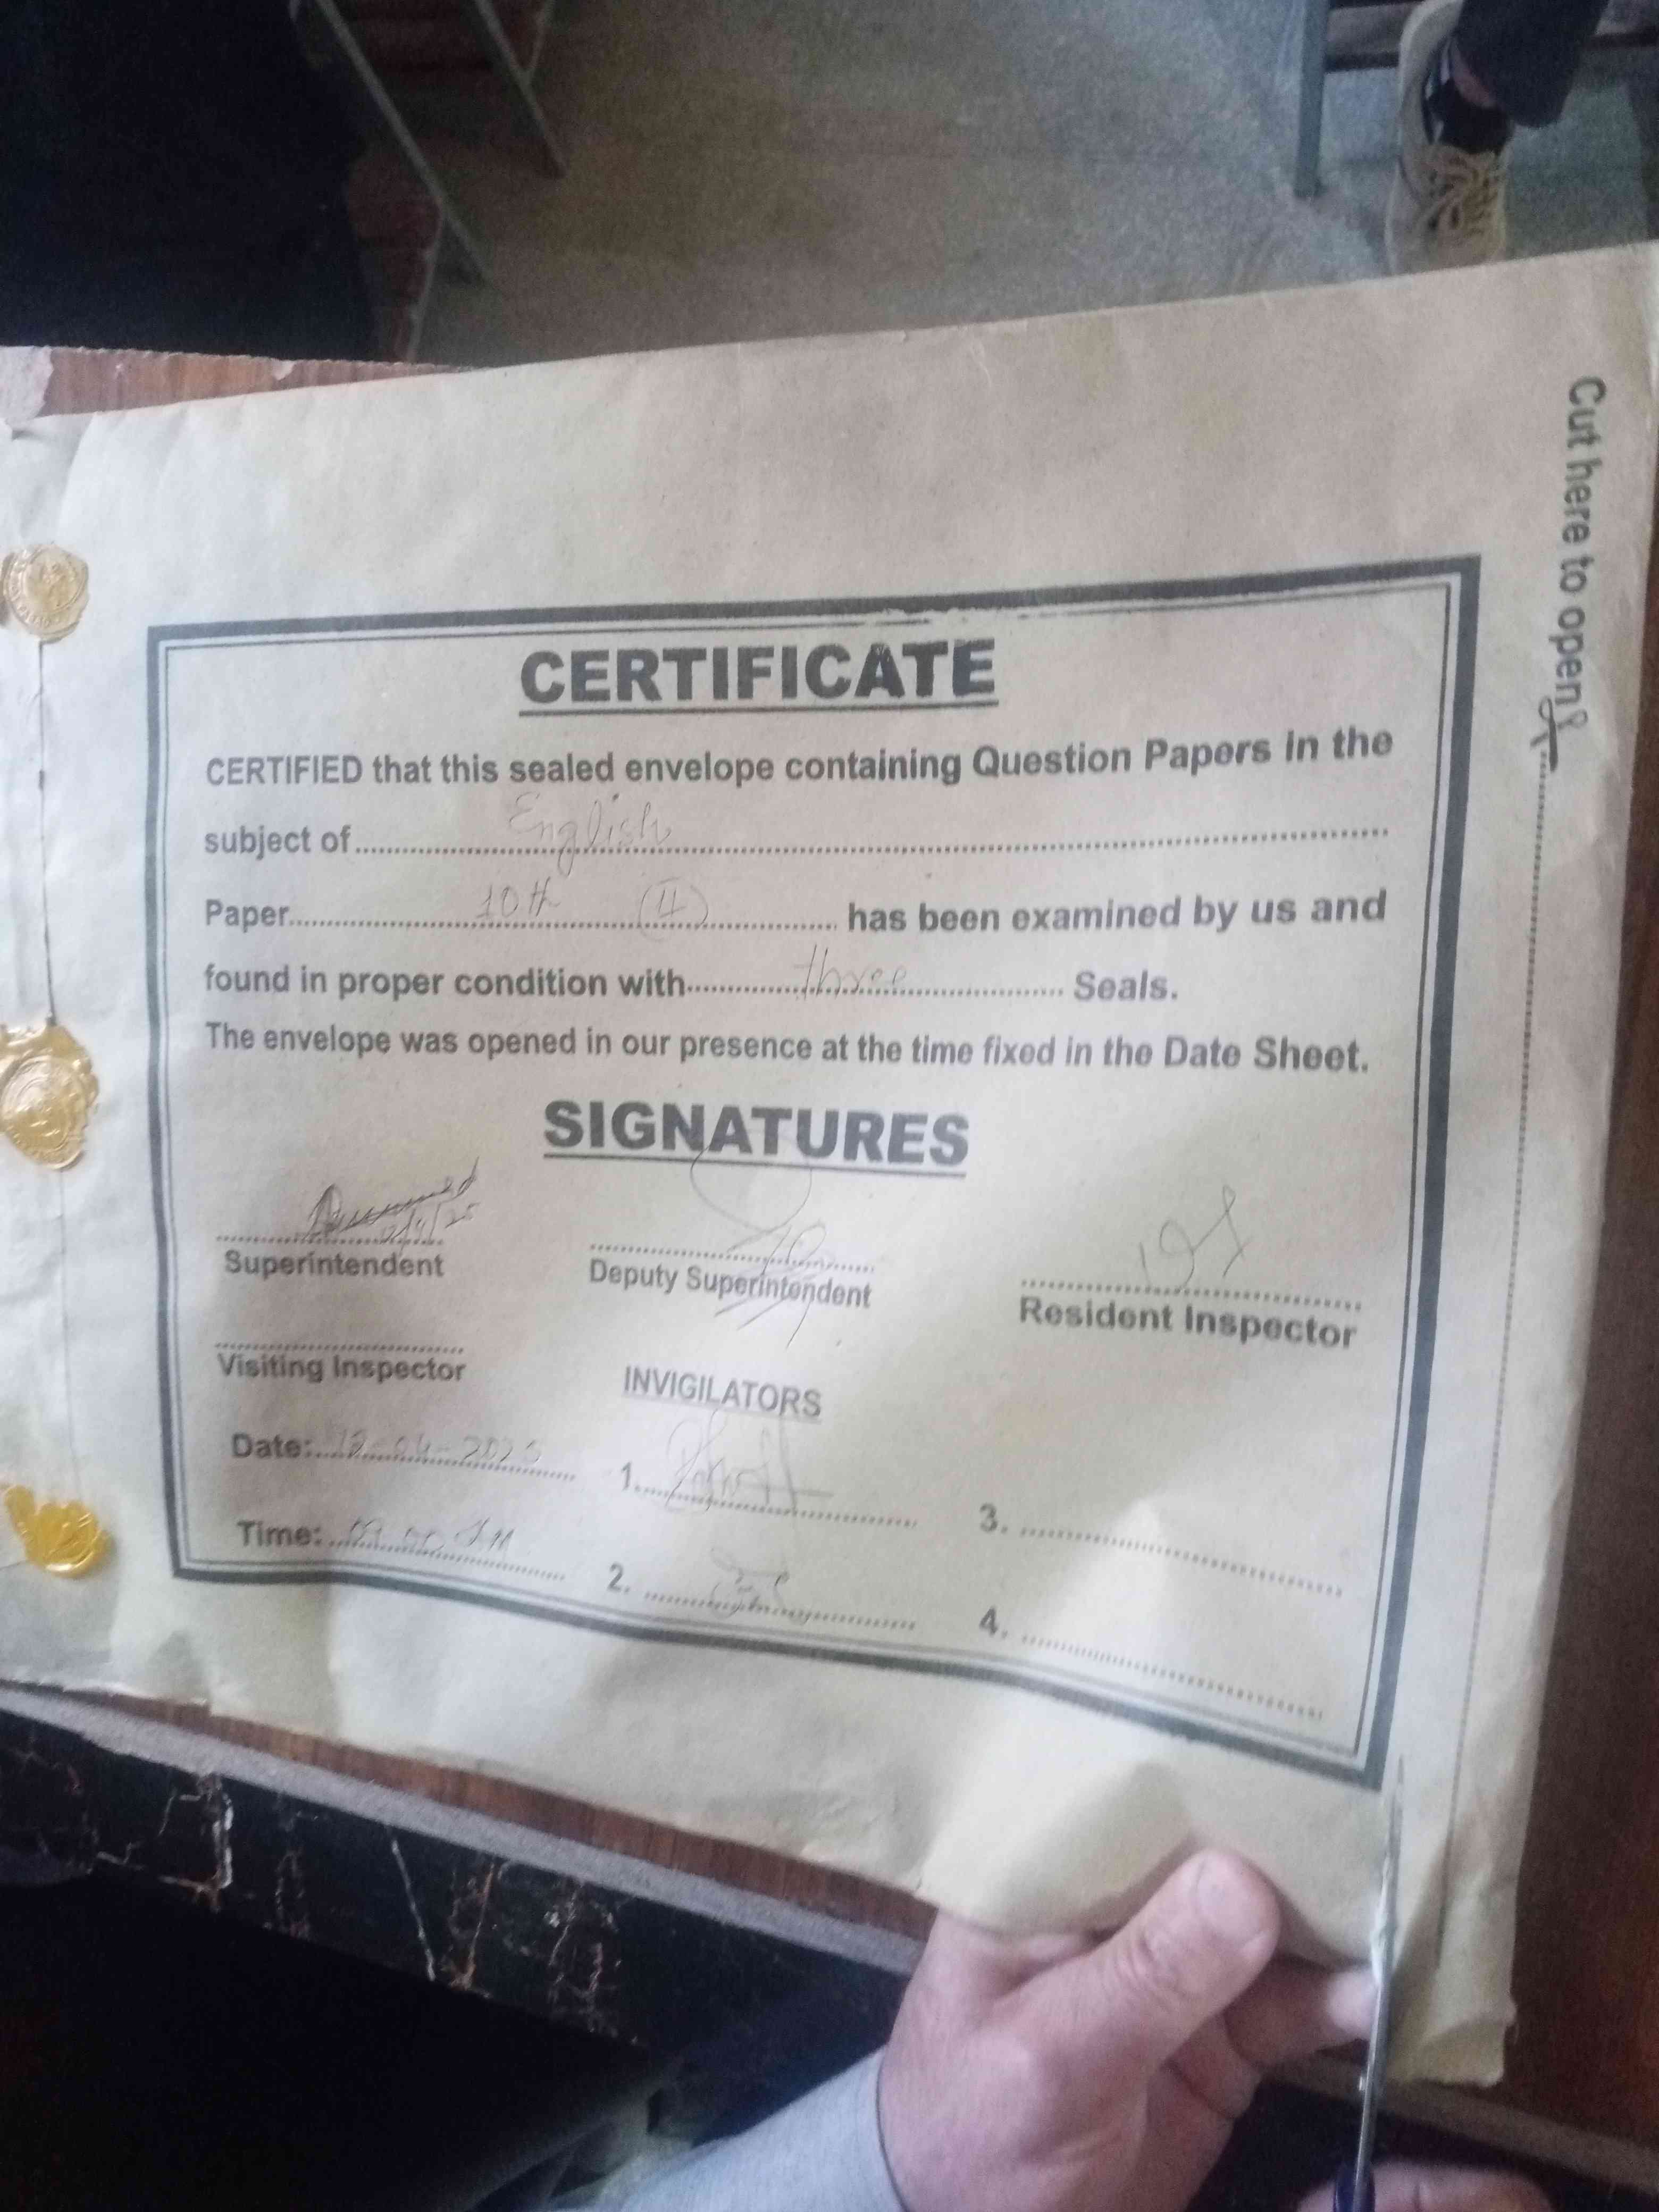 Cut here to open
CERTIFICATE
CERTIFIED that this sealed envelope containing Question Papers in the
subject of........English........
Paper........10th (II)........ has been examined by us and
found in proper condition with........three........ Seals.
The envelope was opened in our presence at the time fixed in the Date Sheet.
SIGNATURES
Superintendent
Deputy Superintendent
Resident Inspector
Visiting Inspector
INVIGILATORS
Date:
1.
3.
Time:
2.
4.